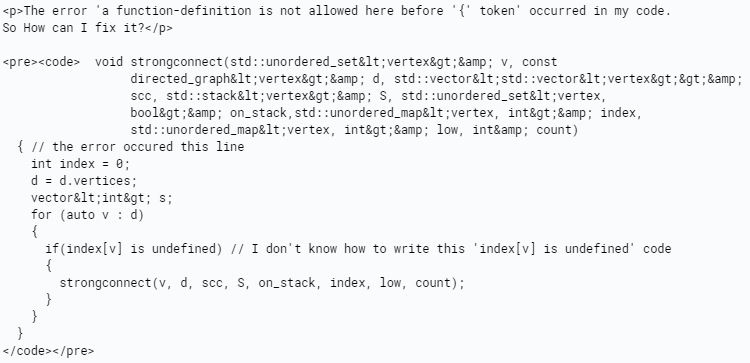 <p>The error 'a function-definition is not allowed here before '{' token' occurred in my code.
So How can I fix it?</p>
<pre><code>  void strongconnect(std::unordered_set&lt;vertex&gt;&amp; v, const
                  directed_graph&lt;vertex&gt;&amp; d, std::vector&lt;std::vector&lt;vertex&gt;&gt;&amp;
                  scc, std::stack&lt;vertex&gt;&amp; S, std::unordered_set&lt;vertex,
                  bool&gt;&amp; on_stack,std::unordered_map&lt;vertex, int&gt;&amp; index,
                  std::unordered_map&lt;vertex, int&gt;&amp; low, int&amp; count)
  { // the error occured this line
    int index = 0;
    d = d.vertices;
    vector&lt;int&gt; s;
    for (auto v : d)
    {
      if(index[v] is undefined) // I don't know how to write this 'index[v] is undefined' code
      {
        strongconnect(v, d, scc, S, on_stack, index, low, count);
      }
    }
  }
</code></pre>